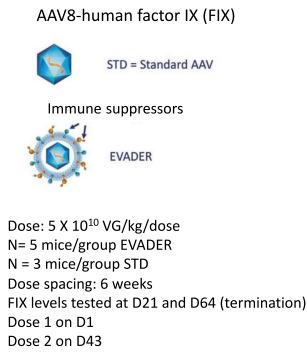 AAV8-human factor IX (FIX)
STD = Standard AAV
Immune suppressors
EVADER
Dose: 5 X 10¹⁰ VG/kg/dose
N= 5 mice/group EVADER
N = 3 mice/group STD
Dose spacing: 6 weeks
FIX levels tested at D21 and D64 (termination)
Dose 1 on D1
Dose 2 on D43